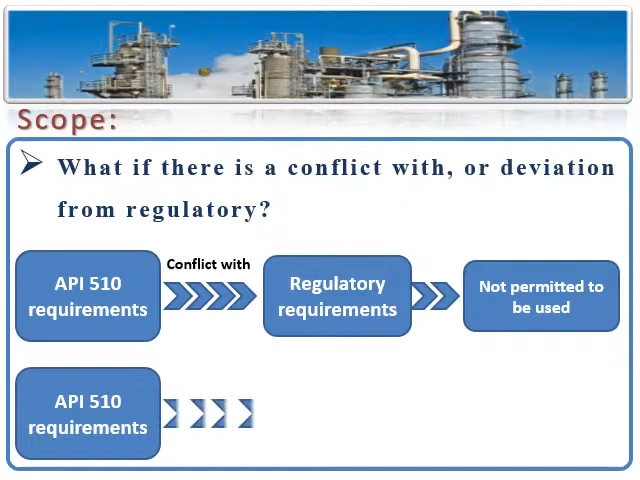 Scope:
What if there is a conflict with, or deviation
from regulatory?
API 510
requirements
Conflict with
Regulatory
requirements
Not permitted to
be used
API 510
requirements